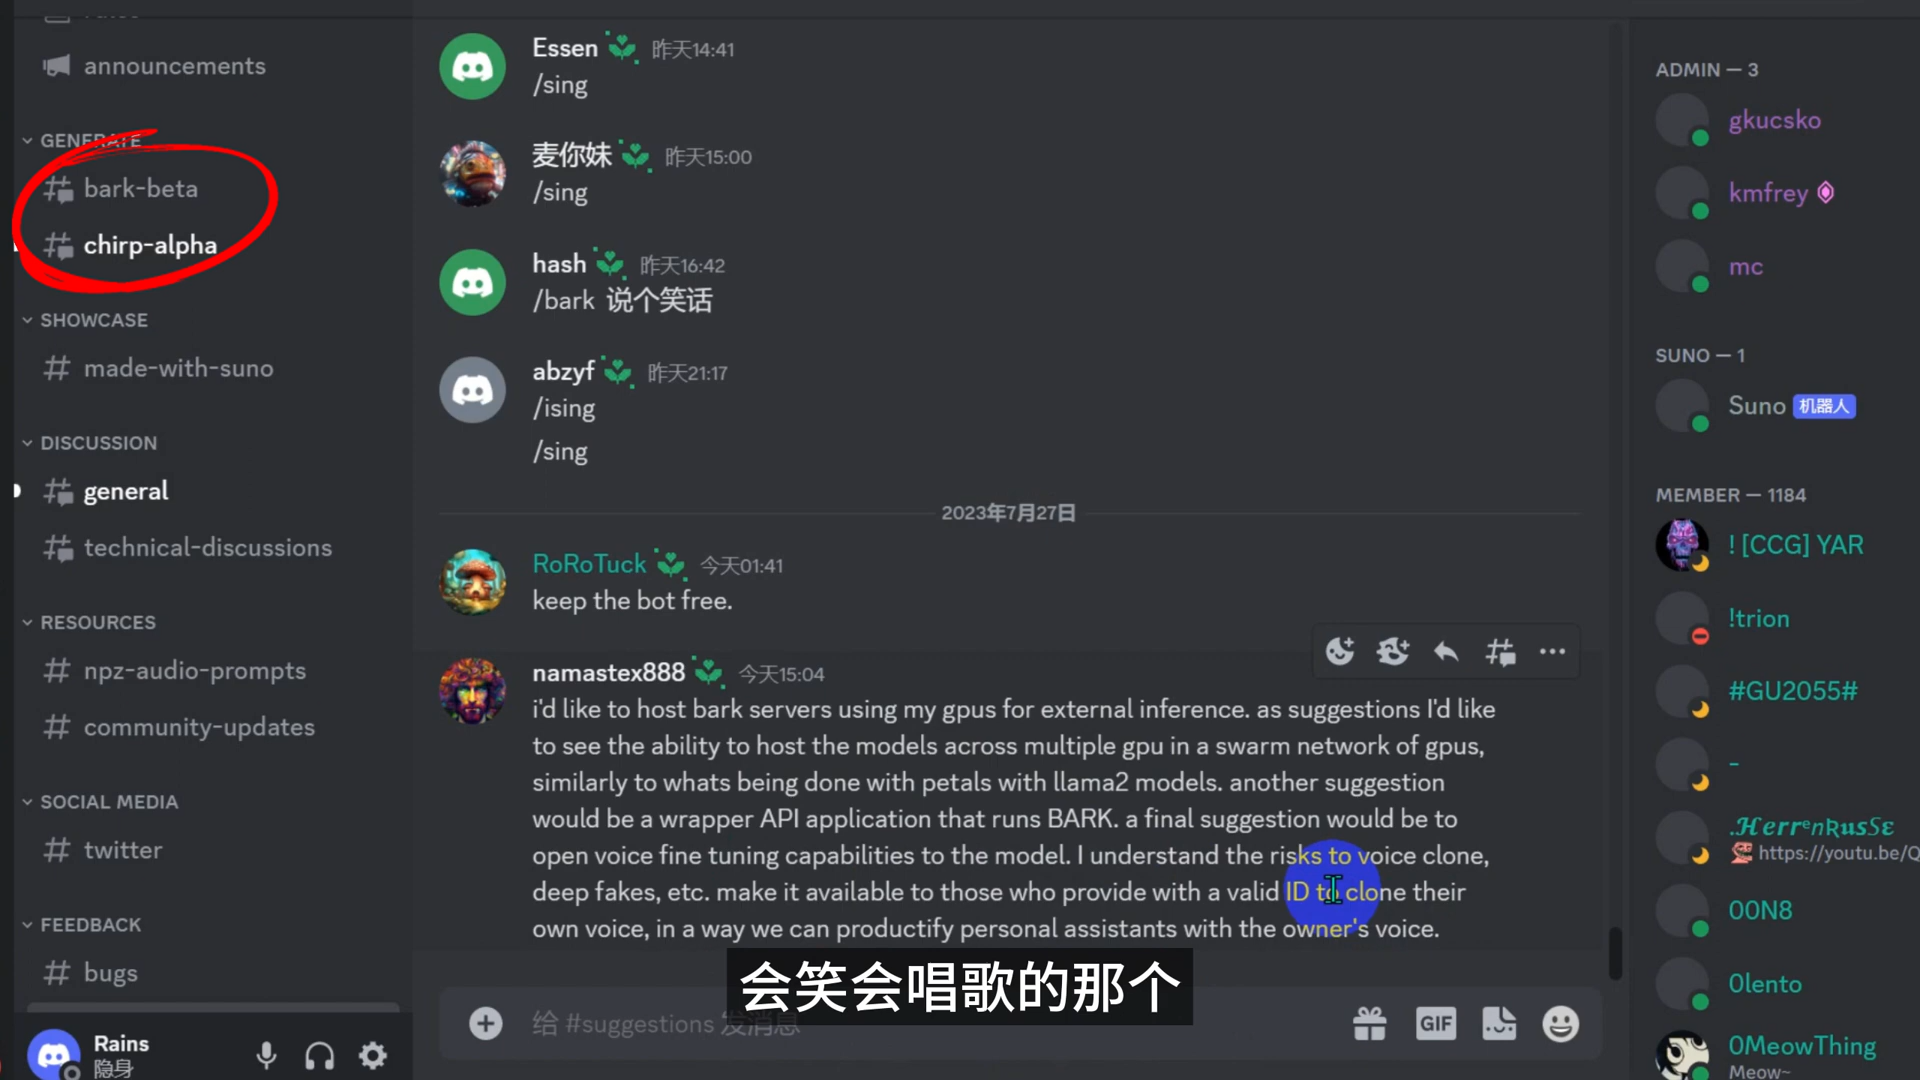 announcements
GENERATE
bark-beta
chirp-alpha
SHOWCASE
made-with-suno
DISCUSSION
general
technical-discussions
RESOURCES
npz-audio-prompts
community-updates
SOCIAL MEDIA
twitter
FEEDBACK
bugs
Rains
隐身
Essen 昨天14:41
/sing
麦你妹 昨天15:00
/sing
hash 昨天16:42
/bark 说个笑话
abzyf 昨天21:17
/ising
/sing
2023年7月27日
RoRoTuck 今天01:41
keep the bot free.
namastex888 今天15:04
i'd like to host bark servers using my gpus for external inference. as suggestions I'd like
to see the ability to host the models across multiple gpu in a swarm network of gpus,
similarly to whats being done with petals with llama2 models. another suggestion
would be a wrapper API application that runs BARK. a final suggestion would be to
open voice fine tuning capabilities to the model. I understand the risks to voice clone,
deep fakes, etc. make it available to those who provide with a valid ID to clone their
own voice, in a way we can productify personal assistants with the owner's voice.
会笑会唱歌的那个
给 #suggestions 发消息
GIF
ADMIN — 3
gkucsko
kmfrey
mc
SUNO — 1
Suno 机器人
MEMBER — 1184
! [CCG] YAR
!trion
#GU2055#
-
.𝓗𝓮𝓻𝓻ᵉnRusSε
https://youtu.be/Q
00N8
0lento
0MeowThing
Meow~